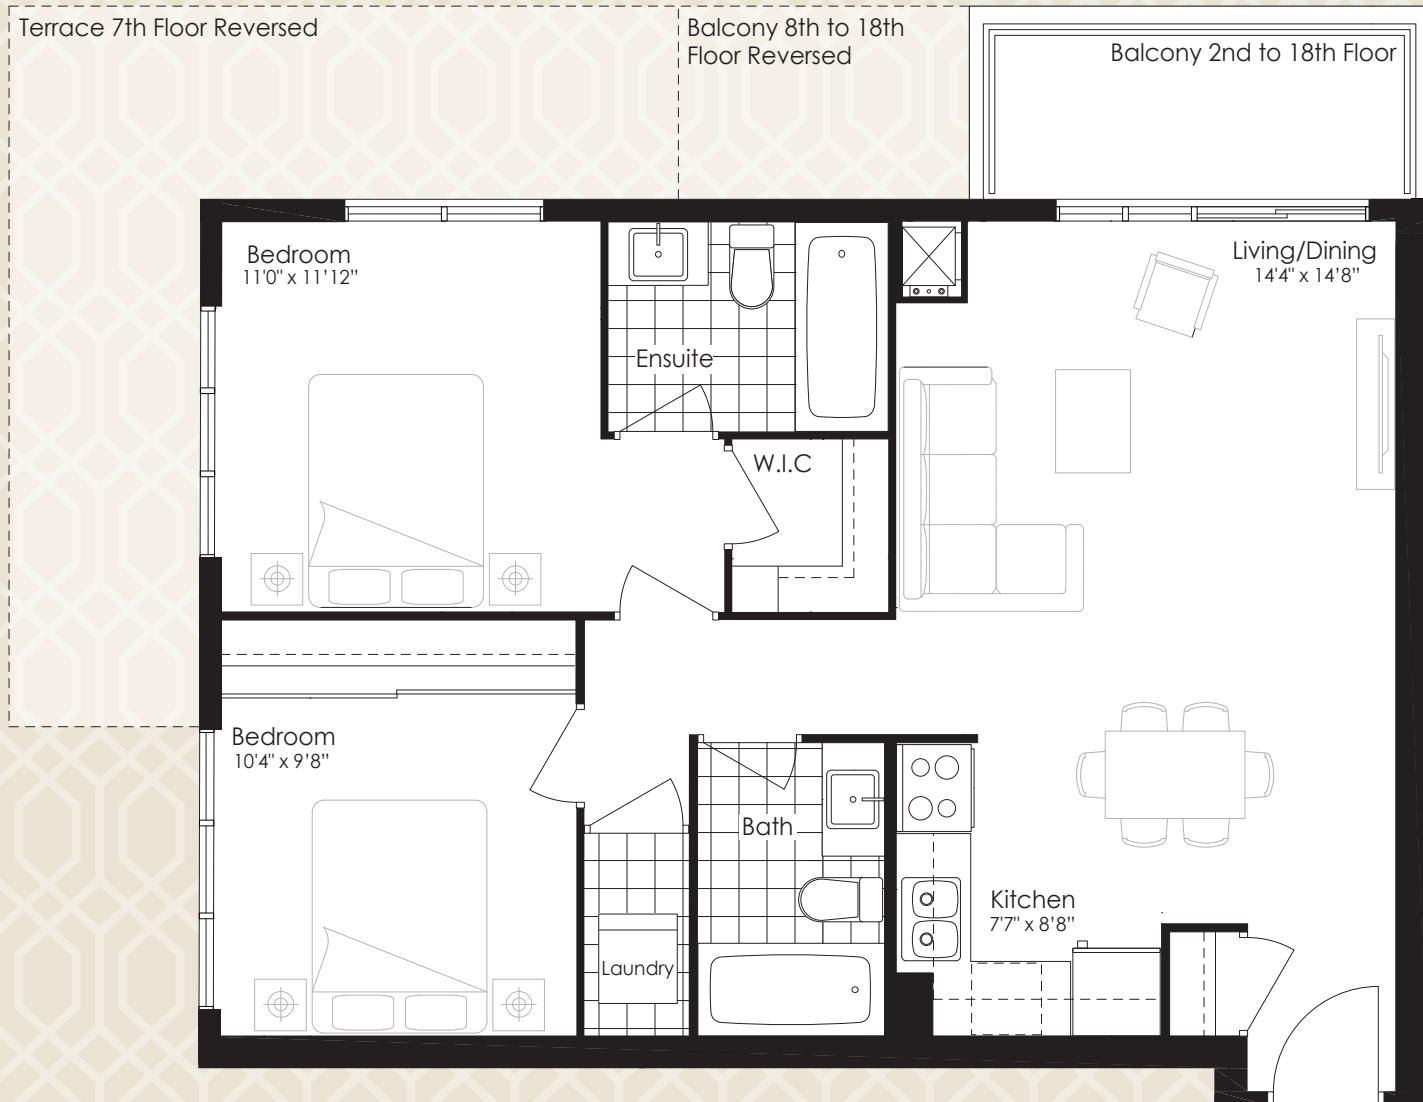 Terrace 7th Floor Reversed
Balcony 8th to 18th
Floor Reversed
Balcony 2nd to 18th Floor
Bedroom
11'0" x 11’12”
Living/Dining
14'4" x 14’8”
Ensuite
W.I.C
Bedroom
10'4" x 9’8”
Bath
Kitchen
7'7" x 8’8”
Laundry